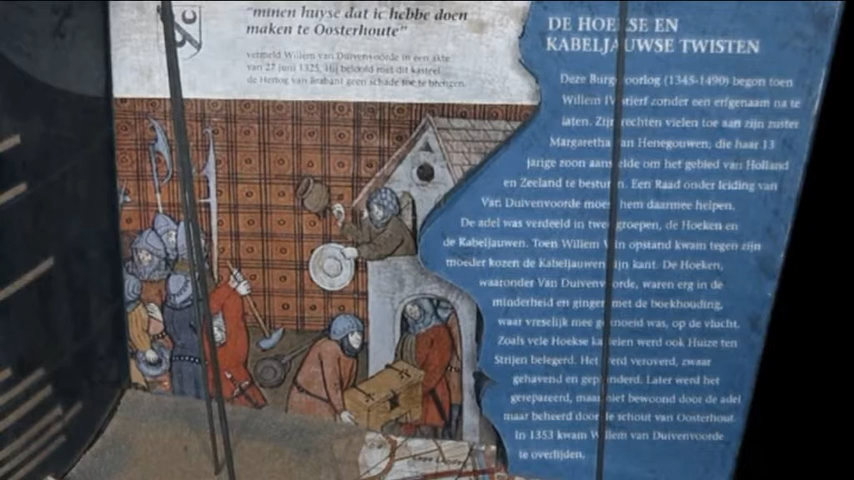 "minen huyse dat ic hebbe doen
maken te Oosterhoute"
vermeld Willem van Duivenvoorde in een akte
van 27 juni 1325. Hij beloofd met dit kasteel
de Hertog van Brabant geen schade toe te brengen.
DE HOEKSE EN
KABELJAUWSE TWISTEN
Deze Burgeroorlog (1345-1490) begon toen
Willem IV stierf zonder een erfgenaam na te
laten. Zijn rechten vielen toe aan zijn zuster
Margaretha van Henegouwen, die haar 13
jarige zoon aanstelde om het gebied van Holland
en Zeeland te besturen. Een Raad onder leiding van
Van Duivenvoorde moest hem daarmee helpen.
De adel was verdeeld in twee groepen, de Hoeken en
de Kabeljauwen. Toen Willem V in opstand kwam tegen zijn
moeder kozen de Kabeljauwen zijn kant. De Hoeken,
waaronder Van Duivenvoorde, waren erg in de
minderheid en gingen met de boekhouding,
waar vreselijk mee geknoeid was, op de vlucht.
Zoals vele Hoekse kastelen werd ook Huize ten
Strijen belegerd. Het werd veroverd, zwaar
gehavend en geplunderd. Later werd het
gerepareerd, maar niet bewoond door de adel
maar beheerd door de schout van Oosterhout.
In 1353 kwam Willem van Duivenvoorde
te overlijden.